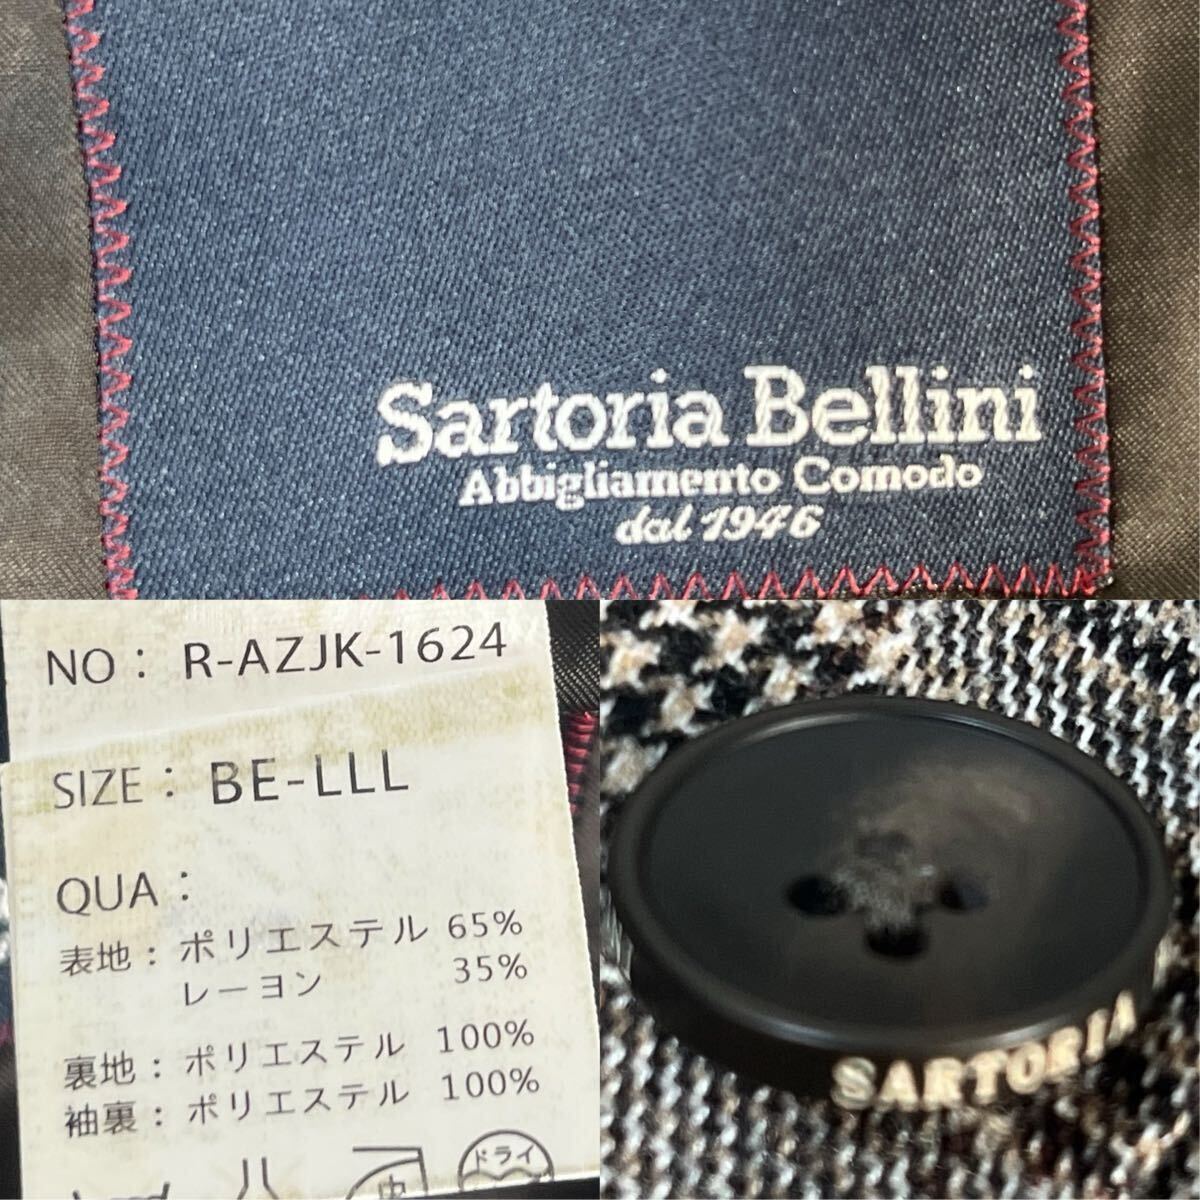 Sartoria Bellini
Abbigliamento Comodo
dal 1946
NO： R-AZJK-1624
SIZE： BE-LLL
QUA：
表地：ポリエステル 65%
レーヨン 35%
裏地：ポリエステル 100%
袖裏：ポリエステル 100%
中
ドライ
SARTORIA